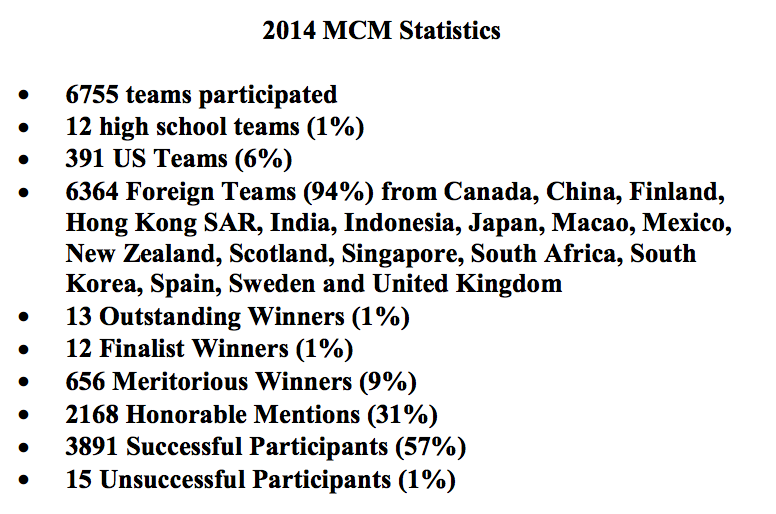 2014 MCM Statistics
• 6755 teams participated
• 12 high school teams (1%)
• 391 US Teams (6%)
• 6364 Foreign Teams (94%) from Canada, China, Finland,
Hong Kong SAR, India, Indonesia, Japan, Macao, Mexico,
New Zealand, Scotland, Singapore, South Africa, South
Korea, Spain, Sweden and United Kingdom
• 13 Outstanding Winners (1%)
• 12 Finalist Winners (1%)
• 656 Meritorious Winners (9%)
• 2168 Honorable Mentions (31%)
• 3891 Successful Participants (57%)
• 15 Unsuccessful Participants (1%)